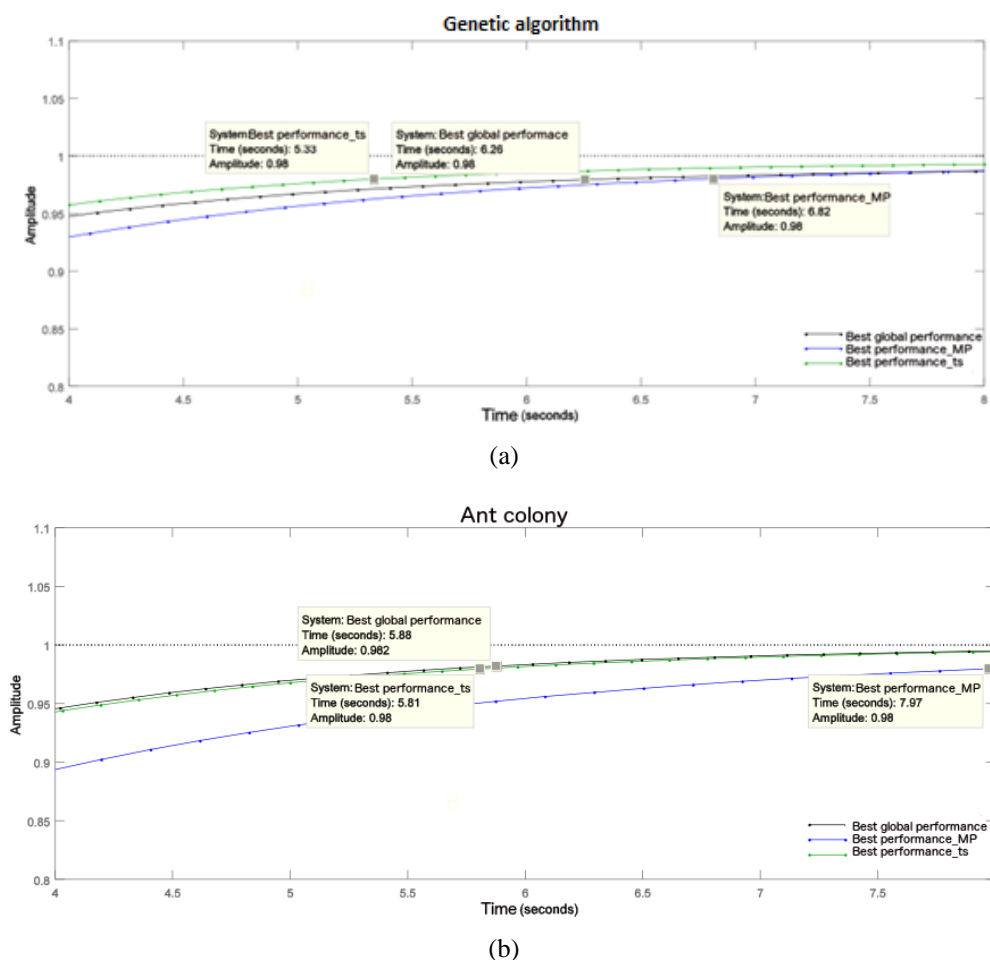 Genetic algorithm
1.1
1.05
1
0.95
0.9
0.85
0.8
Amplitude
System:Best performance_ts
Time (seconds): 5.33
Amplitude: 0.98
System: Best global performace
Time (seconds): 6.26
Amplitude: 0.98
System:Best performance_MP
Time (seconds): 6.82
Amplitude: 0.98
Best global performance
Best performance_MP
Best performance_ts
4 4.5 5 5.5 6 6.5 7 7.5 8
Time (seconds)
(a)
Ant colony
1.1
1.05
1
0.95
0.9
0.85
0.8
Amplitude
System: Best global performance
Time (seconds): 5.88
Amplitude: 0.982
System: Best performance_ts
Time (seconds): 5.81
Amplitude: 0.98
System: Best performance_MP
Time (seconds): 7.97
Amplitude: 0.98
Best global performance
Best performance_MP
Best performance_ts
4 4.5 5 5.5 6 6.5 7 7.5
Time (seconds)
(b)